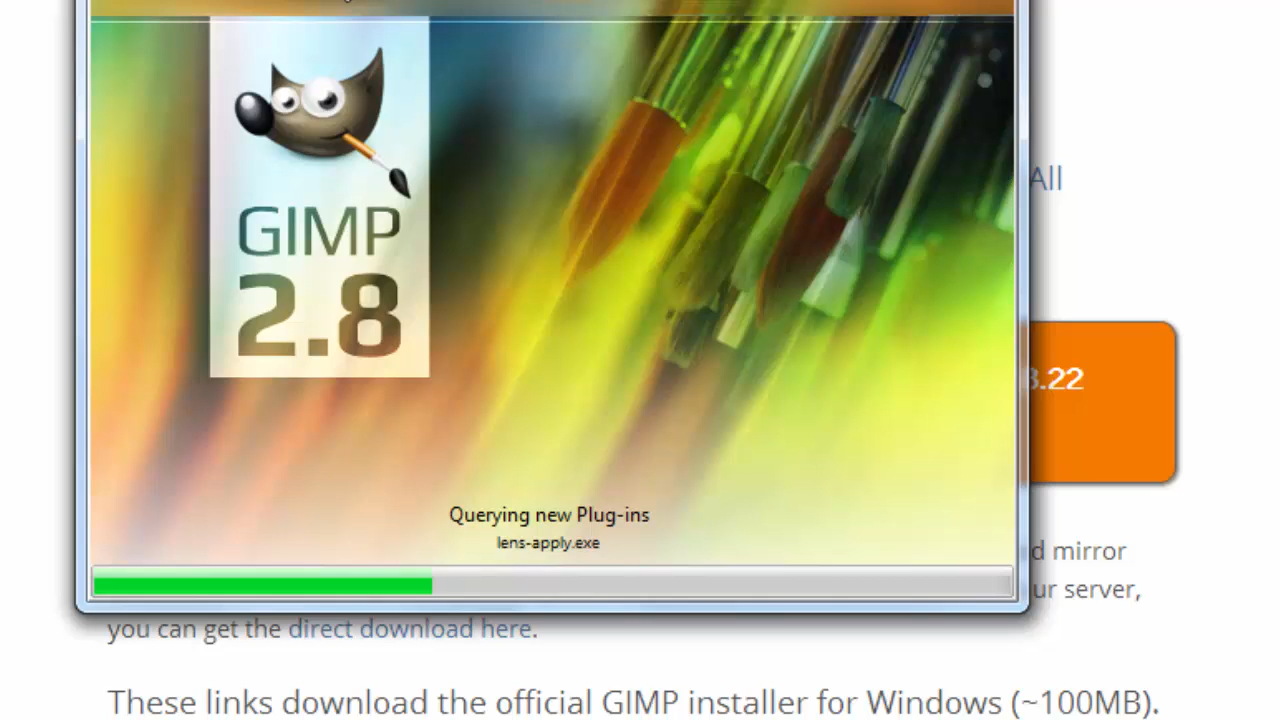 All
GIMP
2.8
8.22
Querying new Plug-ins
lens-apply.exe
d mirror
ur server,
you can get the direct download here.
These links download the official GIMP installer for Windows (~100MB).